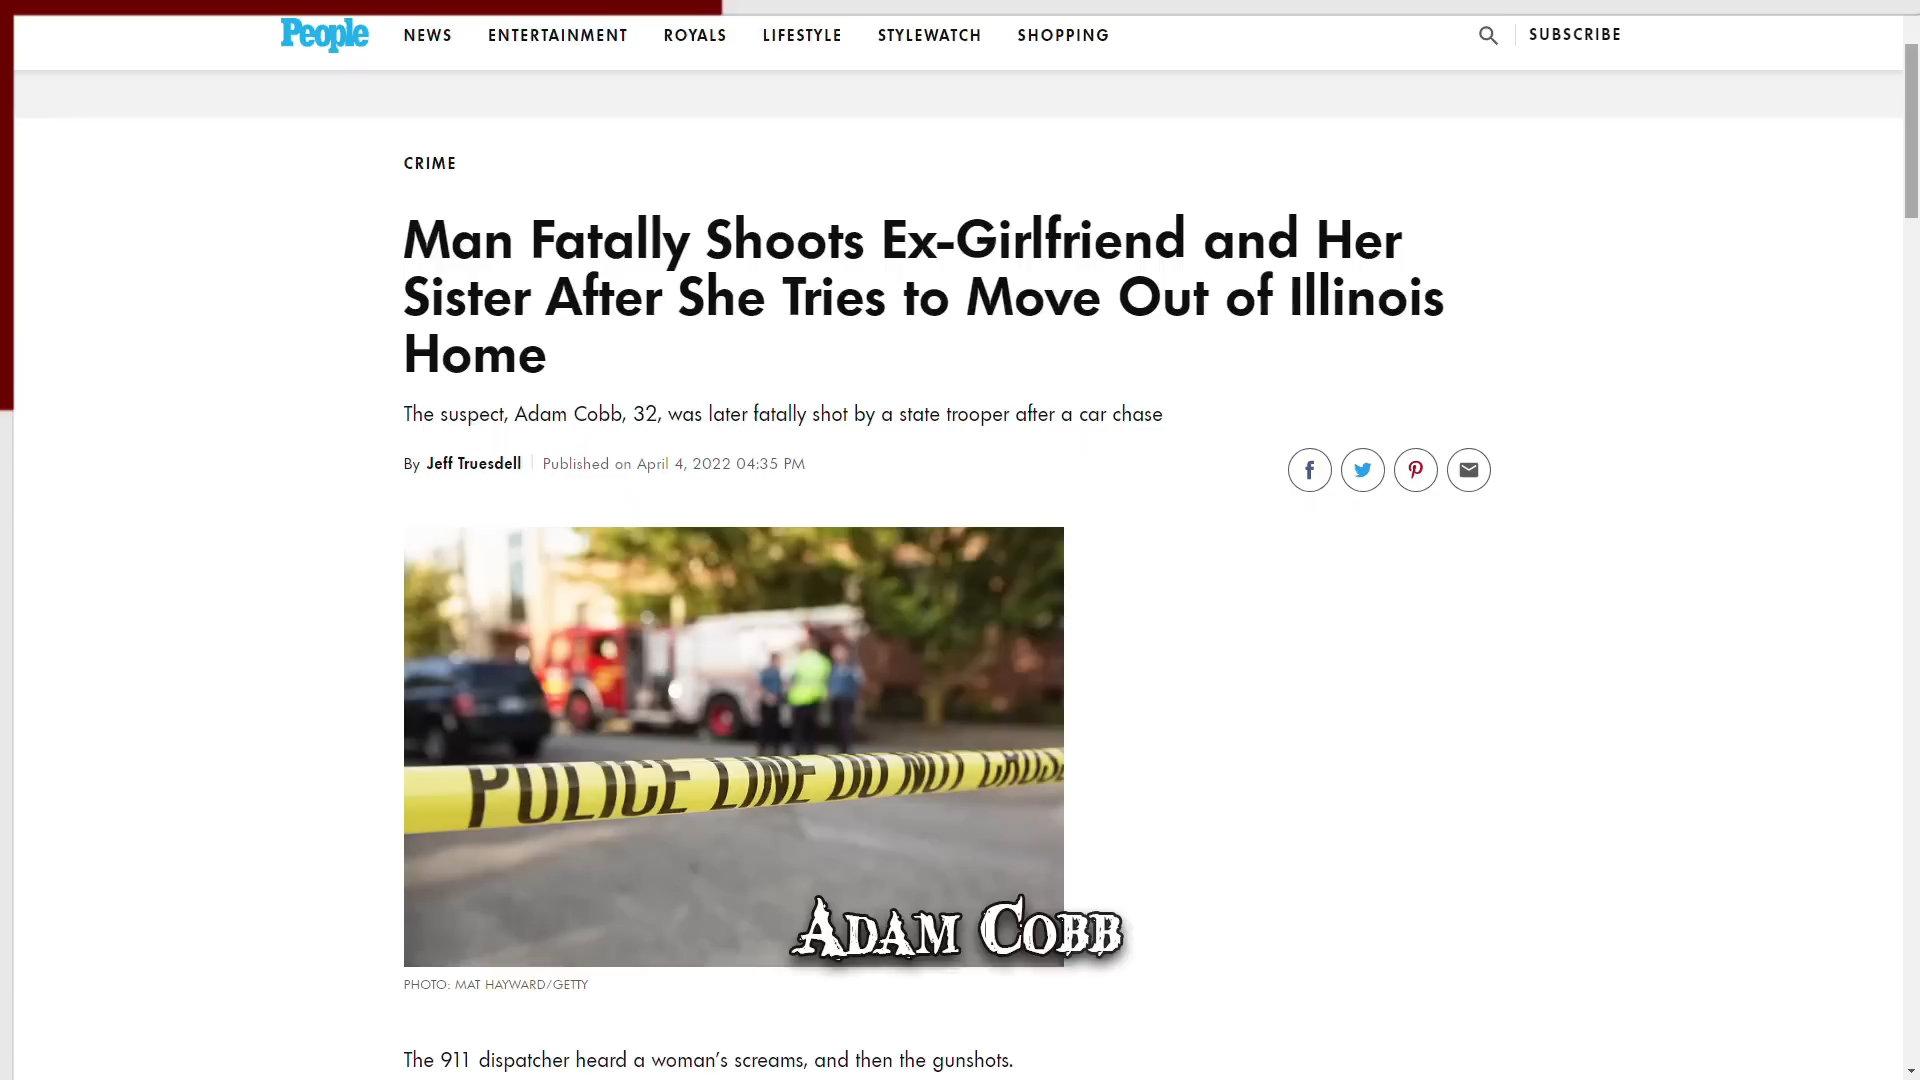 People NEWS ENTERTAINMENT ROYALS LIFESTYLE STYLEWATCH SHOPPING SUBSCRIBE
CRIME
Man Fatally Shoots Ex-Girlfriend and Her
Sister After She Tries to Move Out of Illinois
Home
The suspect, Adam Cobb, 32, was later fatally shot by a state trooper after a car chase
By Jeff Truesdell Published on April 4, 2022 04:35 PM
POLICE LINE DO NOT CROSS
ADAM COBB
PHOTO: MAT HAYWARD/GETTY
The 911 dispatcher heard a woman’s screams, and then the gunshots.